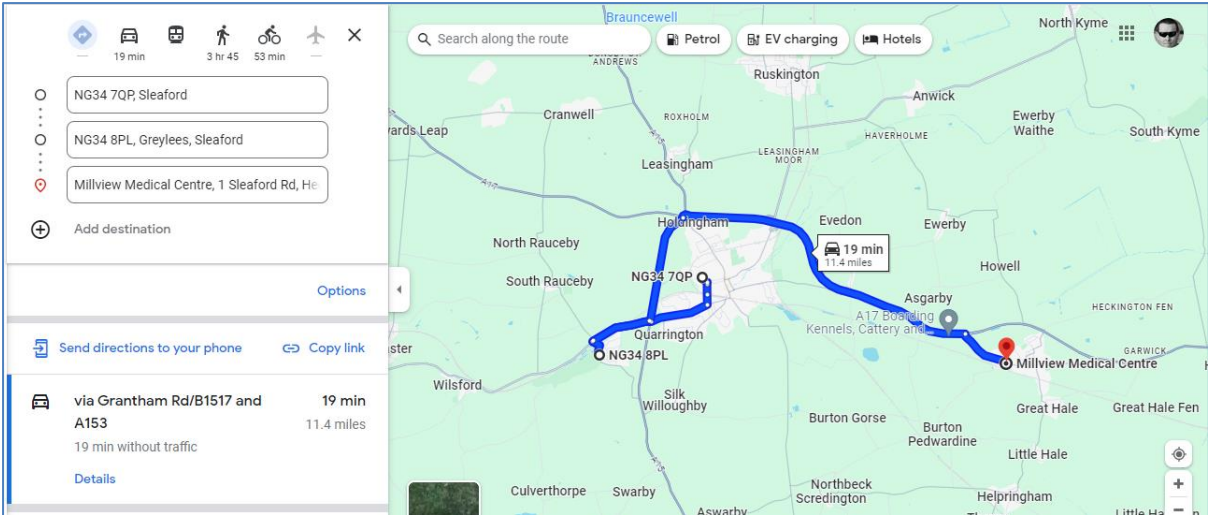 19 min
3 hr 45
53 min
NG34 7QP, Sleaford
NG34 8PL, Greylees, Sleaford
Millview Medical Centre, 1 Sleaford Rd, He
Add destination
Options
Send directions to your phone
Copy link
via Grantham Rd/B1517 and
A153
19 min
11.4 miles
19 min without traffic
Details
Search along the route
Petrol
EV charging
Hotels
Brauncewell
ANDREWS
North Kyme
Ruskington
Anwick
Cranwell
ROXHOLM
Ewerby
Waithe
South Kyme
ards Leap
HAVERHOLME
A15
Leasingham
LEASINGHAM
MOOR
A17
Holdingham
Evedon
Ewerby
North Rauceby
19 min
11.4 miles
Howell
South Rauceby
NG34 7QP
Asgarby
HECKINGTON FEN
A17 Boarding
Kennels, Cattery and
Quarrington
ster
NG34 8PL
GARWICK
Millview Medical Centre
Wilsford
Silk
Willoughby
Great Hale
Great Hale Fen
Burton Gorse
Burton
Pedwardine
Little Hale
A15
Culverthorpe
Swarby
Northbeck
Scredington
Helpringham
Aswarby